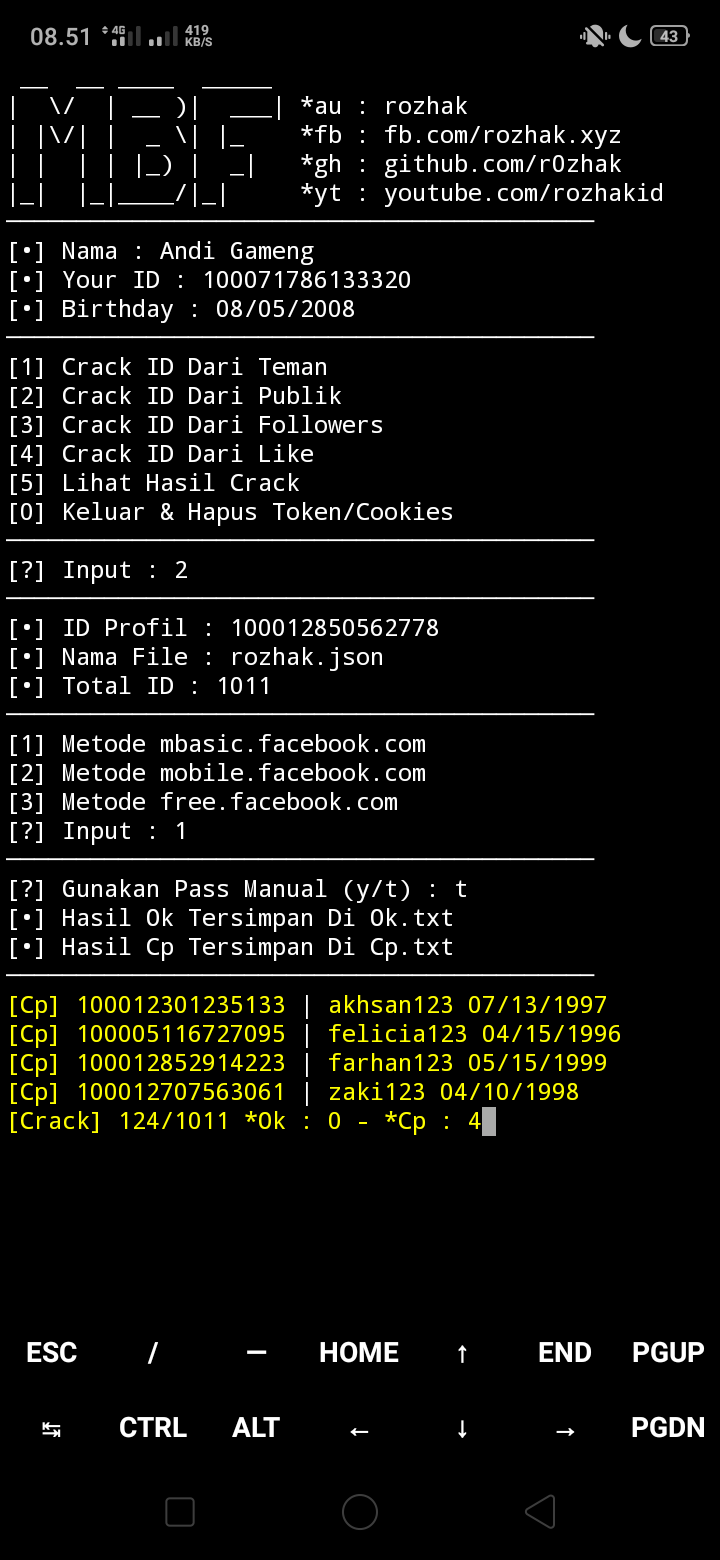 08.51 4G 419 KB/S 43
*au : rozhak
*fb : fb.com/rozhak.xyz
*gh : github.com/r0zhak
*yt : youtube.com/rozhakid
[•] Nama : Andi Gameng
[•] Your ID : 100071786133320
[•] Birthday : 08/05/2008
[1] Crack ID Dari Teman
[2] Crack ID Dari Publik
[3] Crack ID Dari Followers
[4] Crack ID Dari Like
[5] Lihat Hasil Crack
[0] Keluar & Hapus Token/Cookies
[?] Input : 2
[•] ID Profil : 100012850562778
[•] Nama File : rozhak.json
[•] Total ID : 1011
[1] Metode mbasic.facebook.com
[2] Metode mobile.facebook.com
[3] Metode free.facebook.com
[?] Input : 1
[?] Gunakan Pass Manual (y/t) : t
[•] Hasil Ok Tersimpan Di Ok.txt
[•] Hasil Cp Tersimpan Di Cp.txt
[Cp] 100012301235133 | akhsan123 07/13/1997
[Cp] 100005116727095 | felicia123 04/15/1996
[Cp] 100012852914223 | farhan123 05/15/1999
[Cp] 100012707563061 | zaki123 04/10/1998
[Crack] 124/1011 *Ok : 0 - *Cp : 4
ESC / — HOME ↑ END PGUP
↹ CTRL ALT ← ↓ → PGDN